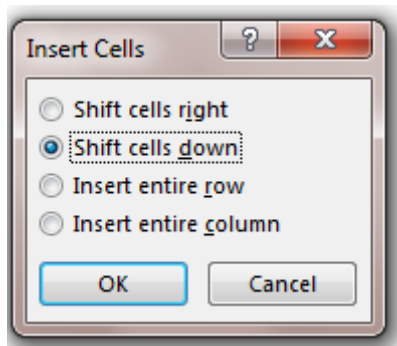 Insert Cells
?
X
Shift cells right
Shift cells down
Insert entire row
Insert entire column
OK
Cancel